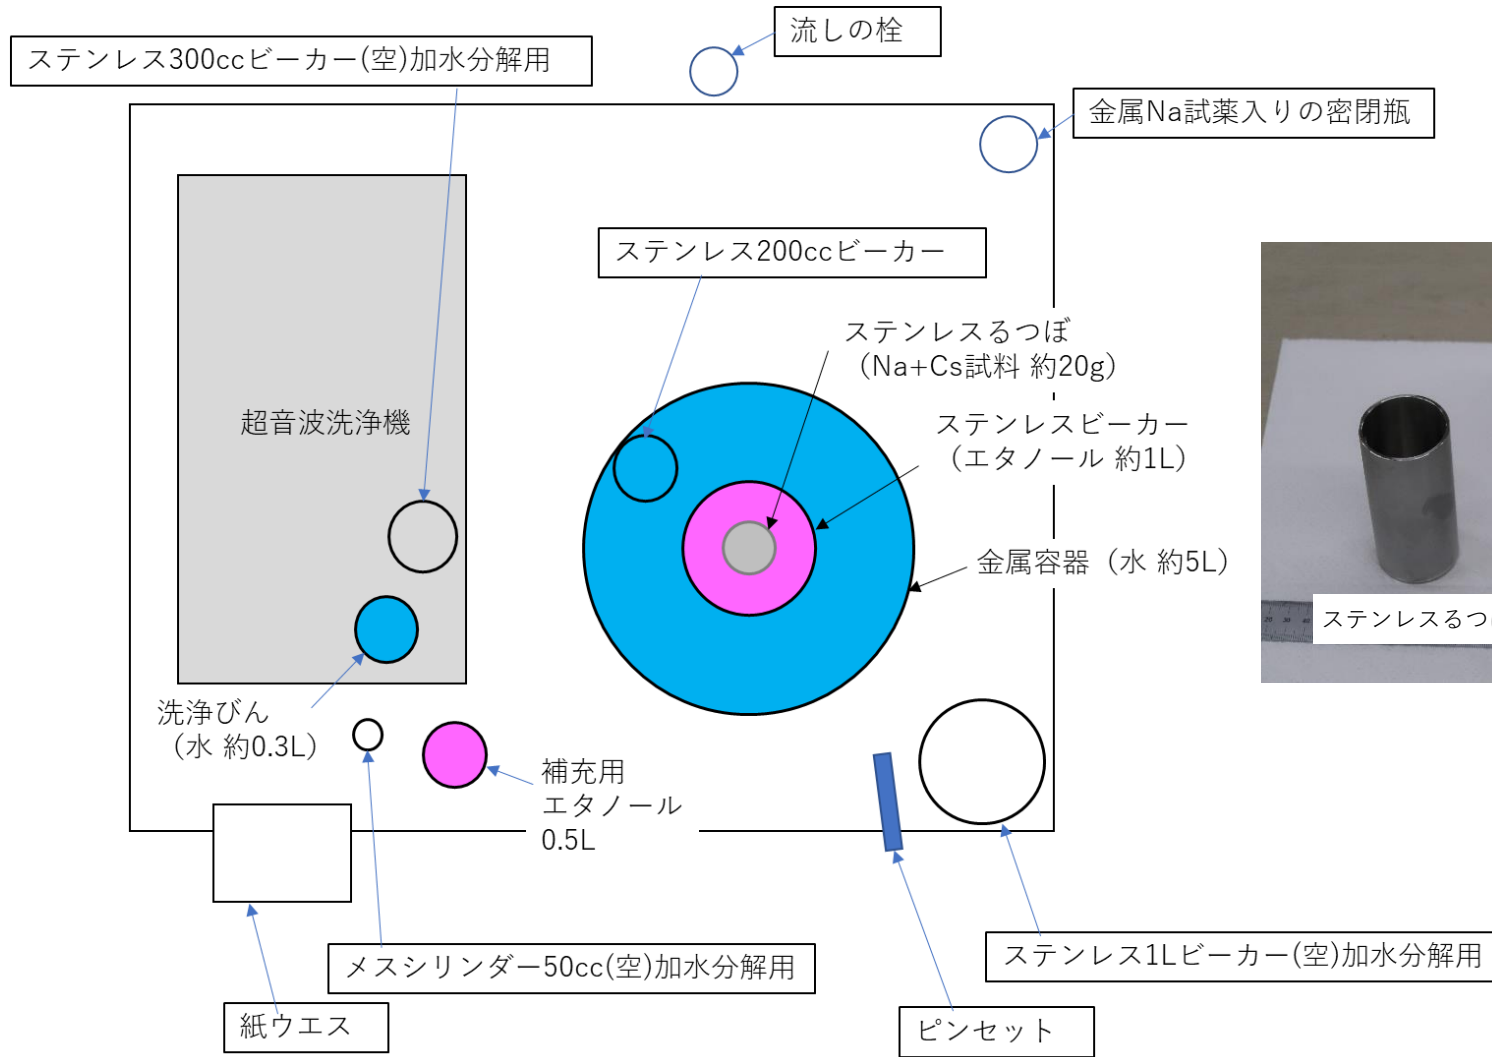 流しの栓
ステンレス300ccビーカー(空)加水分解用
金属Na試薬入りの密閉瓶
ステンレス200ccビーカー
ステンレスるつぼ
（Na+Cs試料 約20g）
超音波洗浄機
ステンレスビーカー
（エタノール 約1L）
金属容器（水 約5L）
ステンレスるつ
洗浄びん
（水 約0.3L）
補充用
エタノール
0.5L
メスシリンダー50cc(空)加水分解用
ステンレス1Lビーカー(空)加水分解用
紙ウエス
ピンセット